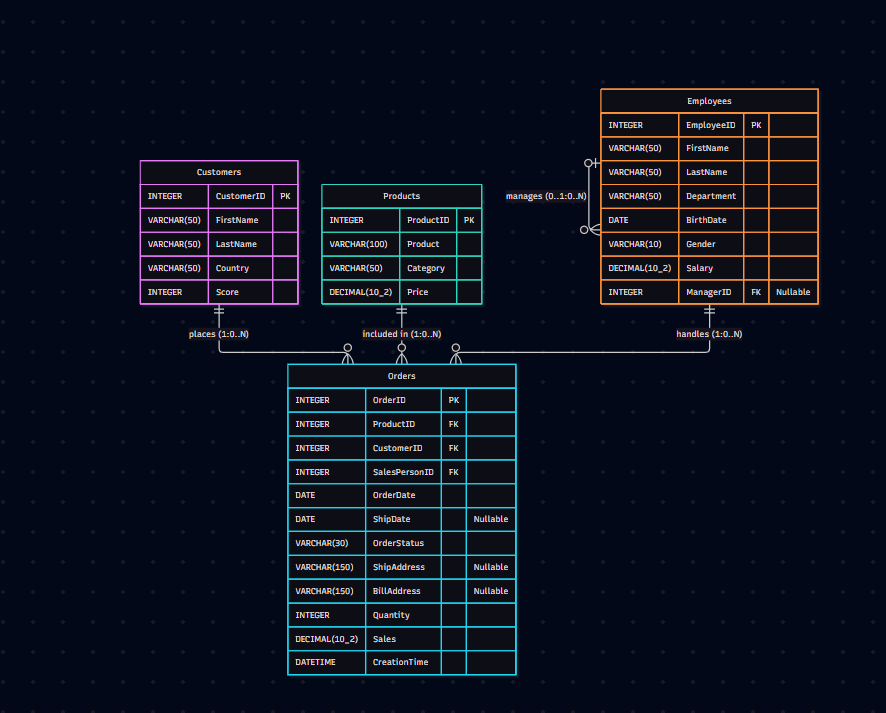 Customers
INTEGER CustomerID PK
VARCHAR(50) FirstName
VARCHAR(50) LastName
VARCHAR(50) Country
INTEGER Score
Products
INTEGER ProductID PK
VARCHAR(100) Product
VARCHAR(50) Category
DECIMAL(10_2) Price
Employees
INTEGER EmployeeID PK
VARCHAR(50) FirstName
VARCHAR(50) LastName
VARCHAR(50) Department
DATE BirthDate
VARCHAR(10) Gender
DECIMAL(10_2) Salary
INTEGER ManagerID FK Nullable
manages (0..1:0..N)
places (1:0..N)
included in (1:0..N)
handles (1:0..N)
Orders
INTEGER OrderID PK
INTEGER ProductID FK
INTEGER CustomerID FK
INTEGER SalesPersonID FK
DATE OrderDate
DATE ShipDate Nullable
VARCHAR(30) OrderStatus
VARCHAR(150) ShipAddress Nullable
VARCHAR(150) BillAddress Nullable
INTEGER Quantity
DECIMAL(10_2) Sales
DATETIME CreationTime